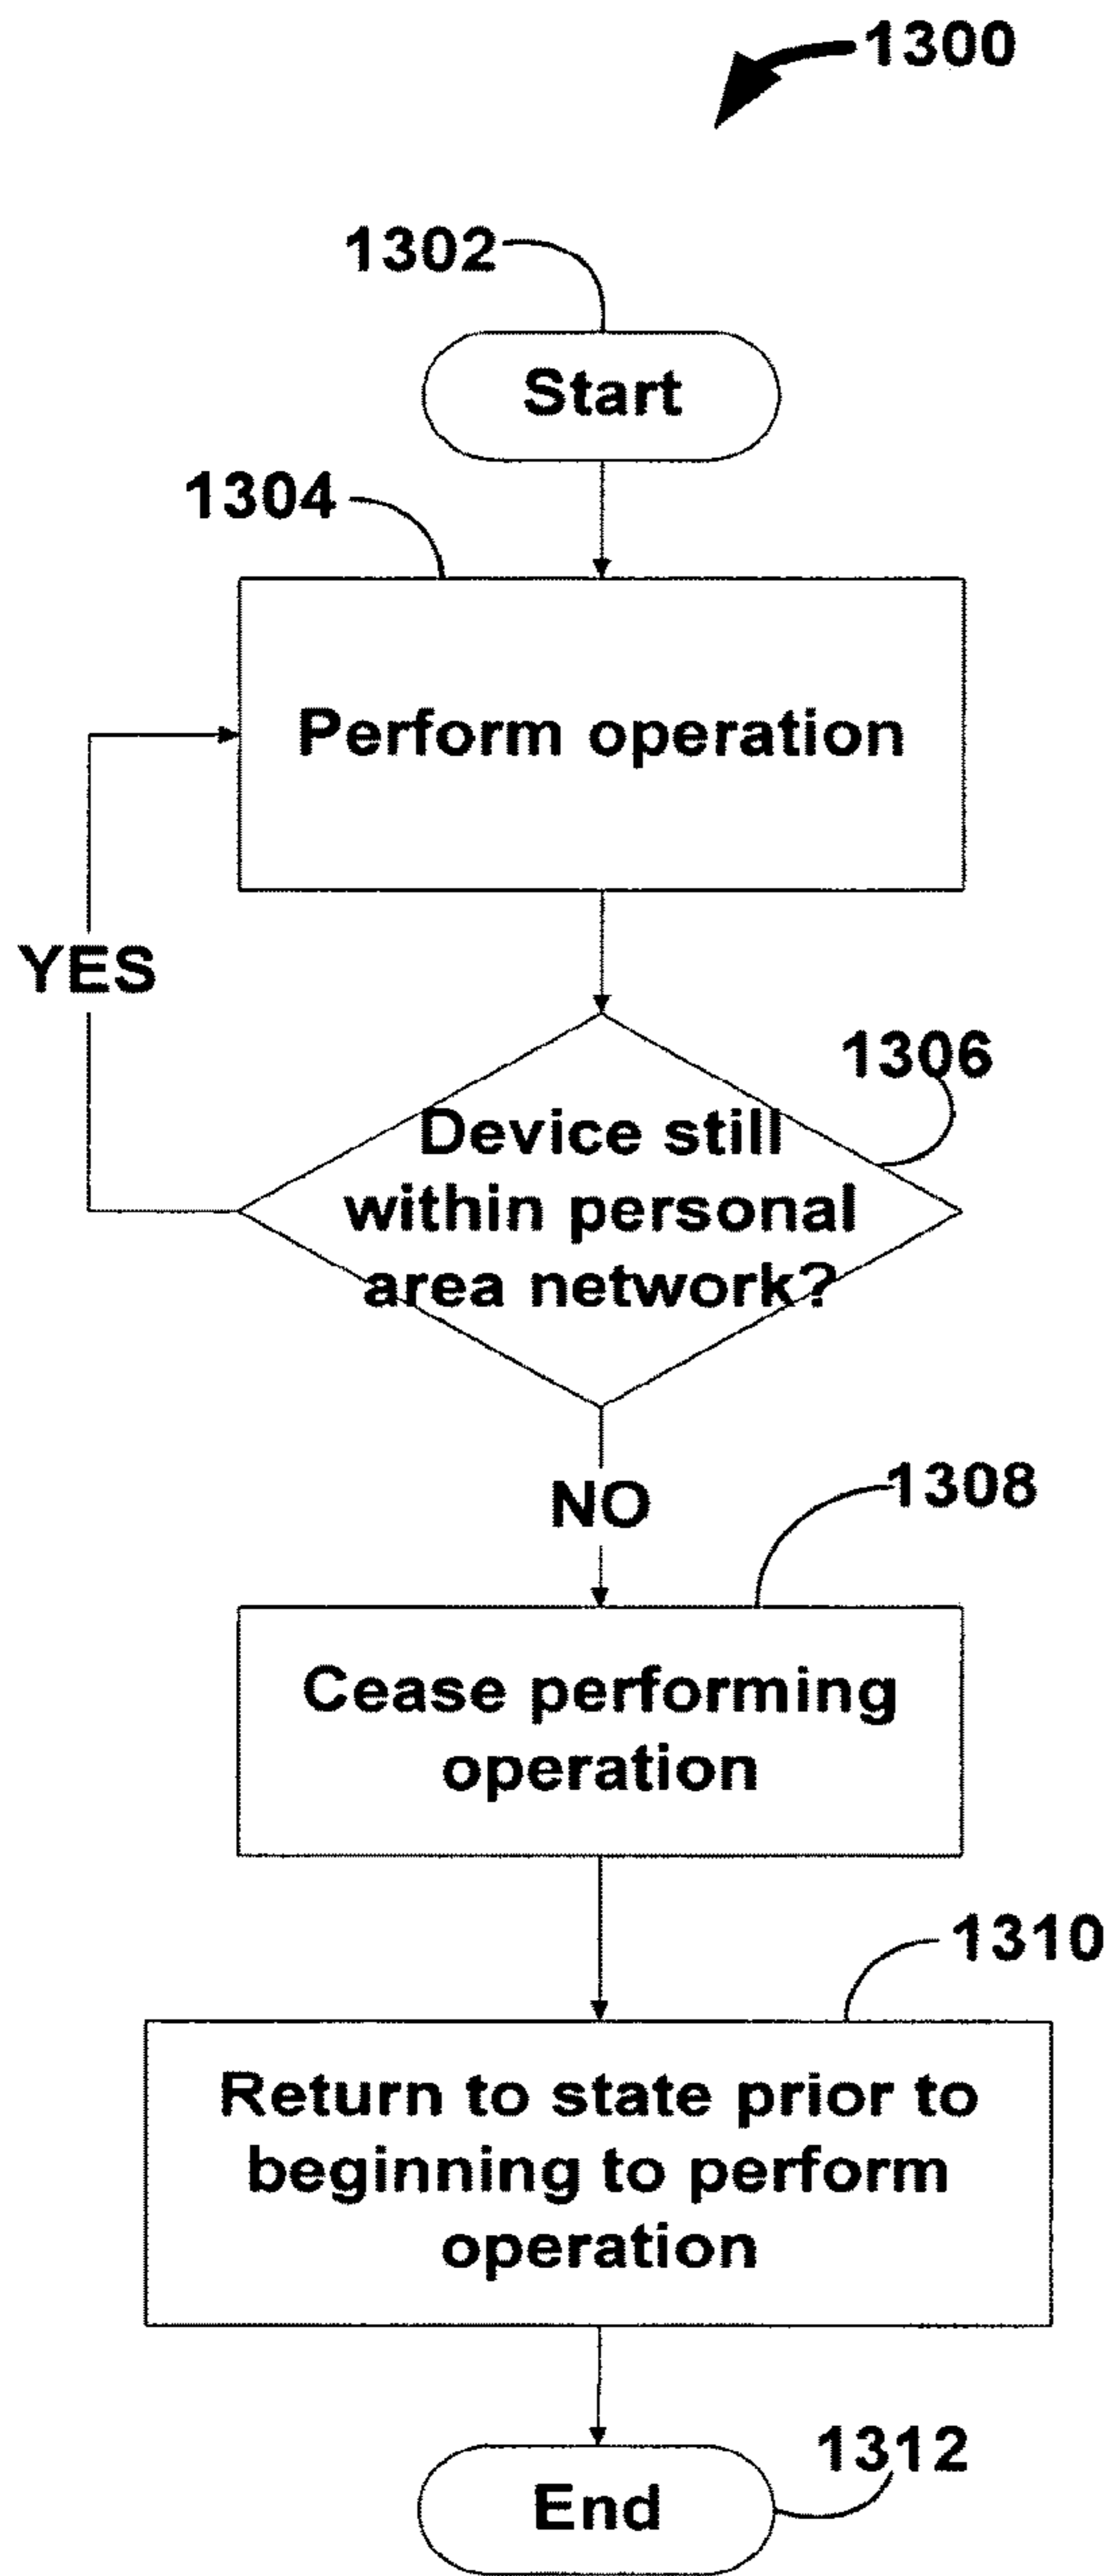 1300
1302
Start
1304
Perform operation
YES
1306
Device still
within personal
area network?
NO
1308
Cease performing
operation
1310
Return to state prior to
beginning to perform
operation
1312
End